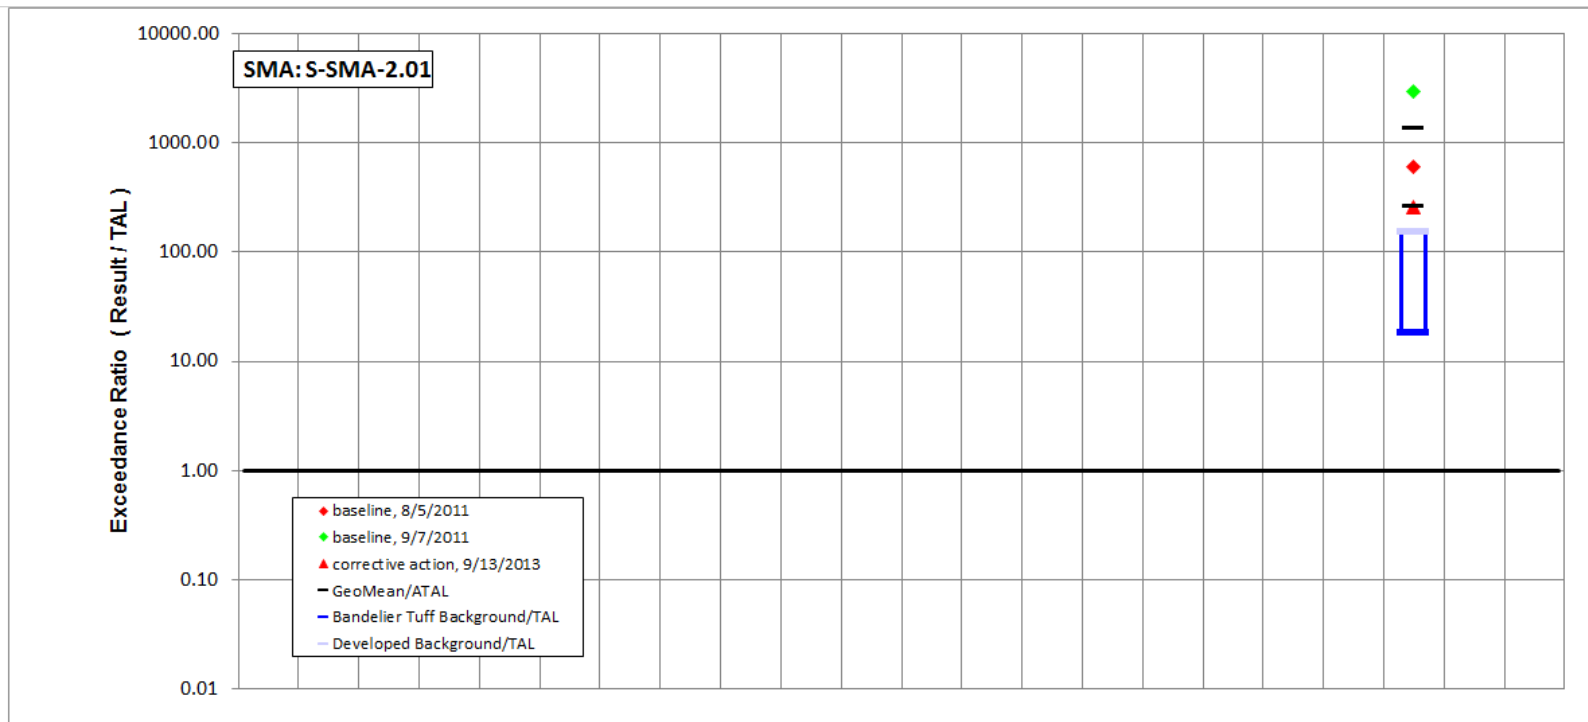 10000.00
SMA: S-SMA-2.01
1000.00
100.00
10.00
1.00
0.10
0.01
Exceedance Ratio ( Result / TAL )
baseline, 8/5/2011
baseline, 9/7/2011
corrective action, 9/13/2013
GeoMean/ATAL
Bandelier Tuff Background/TAL
Developed Background/TAL